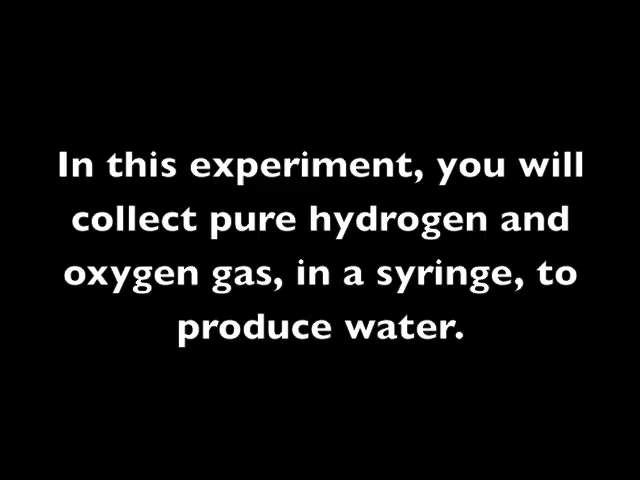 In this experiment, you will
collect pure hydrogen and
oxygen gas, in a syringe, to
produce water.